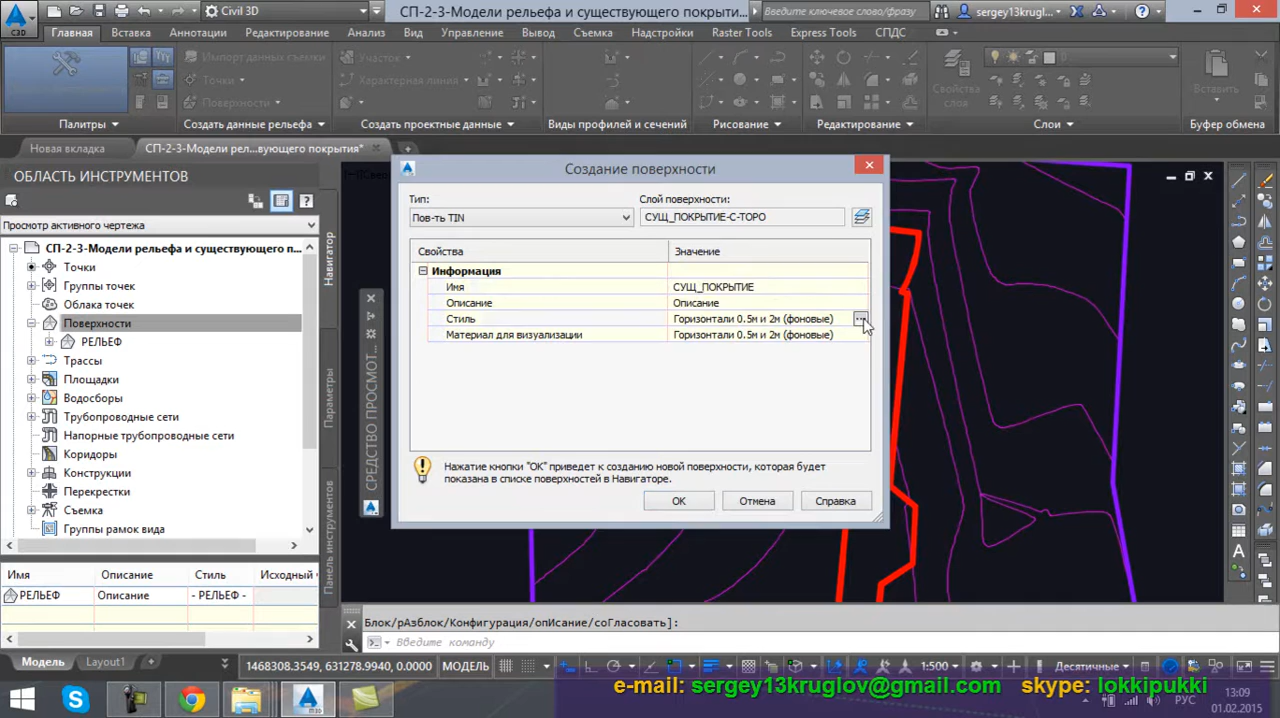 Civil 3D
СП-2-3-Модели рельефа и существующего покрыти...
Введите ключевое слово/фразу
sergey13kruglov...
Главная
Вставка
Аннотации
Редактирование
Анализ
Вид
Управление
Вывод
Съемка
Надстройки
Raster Tools
Express Tools
СПДС
Импорт данных съемки
Точки
Поверхности
Участок
Характерная линия
Свойства
слоя
Вставить
Палитры
Создать данные рельефа
Создать проектные данные
Виды профилей и сечений
Рисование
Редактирование
Слои
Буфер обмена
Новая вкладка
СП-2-3-Модели рел...вующего покрытия*
ОБЛАСТЬ ИНСТРУМЕНТОВ
Просмотр активного чертежа
СП-2-3-Модели рельефа и существующего п...
Точки
Группы точек
Облака точек
Поверхности
РЕЛЬЕФ
Трассы
Площадки
Водосборы
Трубопроводные сети
Напорные трубопроводные сети
Коридоры
Конструкции
Перекрестки
Съемка
Группы рамок вида
Навигатор
Параметры
Съемка
Панель инструментов
СРЕДСТВО ПРОСМОТ...
Имя
Описание
Стиль
Исходный
РЕЛЬЕФ
Описание
- РЕЛЬЕФ -
Создание поверхности
Тип:
Слой поверхности:
Пов-ть TIN
СУЩ_ПОКРЫТИЕ-С-ТОПО
Свойства
Значение
Информация
Имя
СУЩ_ПОКРЫТИЕ
Описание
Описание
Стиль
Горизонтали 0.5м и 2м (фоновые)
Материал для визуализации
Горизонтали 0.5м и 2м (фоновые)
Нажатие кнопки "ОК" приведет к созданию новой поверхности, которая будет
показана в списке поверхностей в Навигаторе.
ОК
Отмена
Справка
Блок/рАзблок/Конфигурация/опИсание/соГласовать]:
Введите команду
Модель
Layout1
1468308.3549, 631278.9940, 0.0000
МОДЕЛЬ
1:500
Десятичные
e-mail: sergey13kruglov@gmail.com skype: lokkipukki
РУС
13:09
01.02.2015